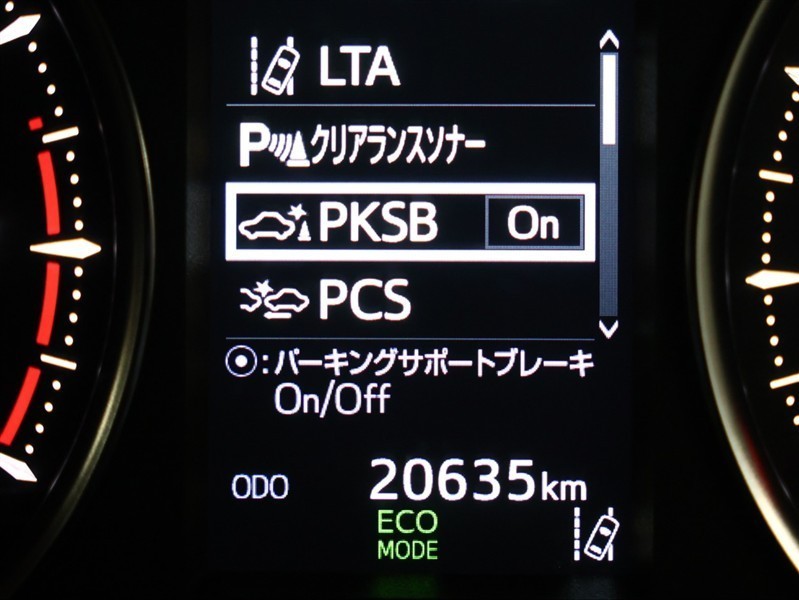 LTA
Pクリアランスソナー
PKSB On
PCS
:パーキングサポートブレーキ
On/Off
ODO 20635km
ECO
MODE